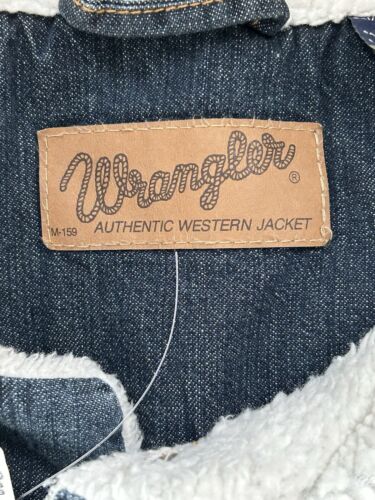 Wrangler®
M-159 AUTHENTIC WESTERN JACKET